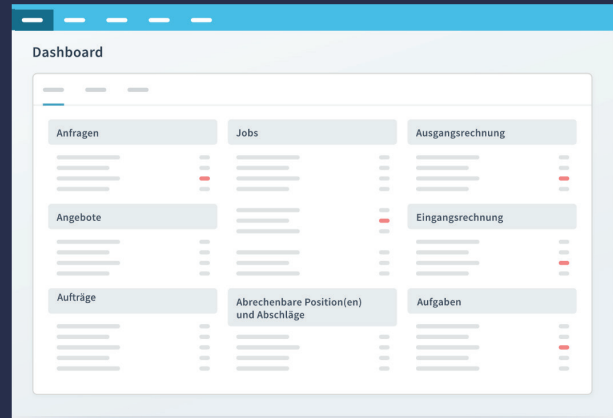 Dashboard
Anfragen
Jobs
Ausgangsrechnung
Angebote
Eingangsrechnung
Aufträge
Abrechenbare Position(en)
und Abschläge
Aufgaben